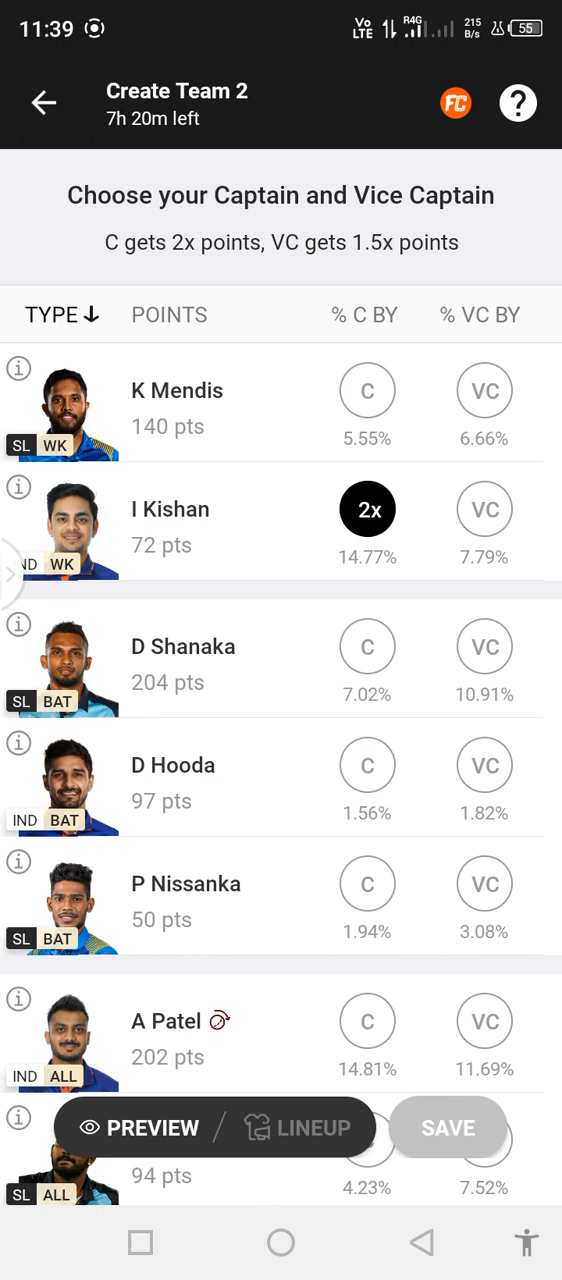 11:39 Vo LTE R4G 215 B/s 55
Create Team 2
7h 20m left
FC ?
Choose your Captain and Vice Captain
C gets 2x points, VC gets 1.5x points
TYPE POINTS % C BY % VC BY
K Mendis C VC
140 pts
SL WK 5.55% 6.66%
I Kishan 2x VC
72 pts
ND WK 14.77% 7.79%
D Shanaka C VC
204 pts
SL BAT 7.02% 10.91%
D Hooda C VC
97 pts
IND BAT 1.56% 1.82%
P Nissanka C VC
50 pts
SL BAT 1.94% 3.08%
A Patel C VC
202 pts
IND ALL 14.81% 11.69%
PREVIEW / LINEUP SAVE
94 pts
SL ALL 4.23% 7.52%